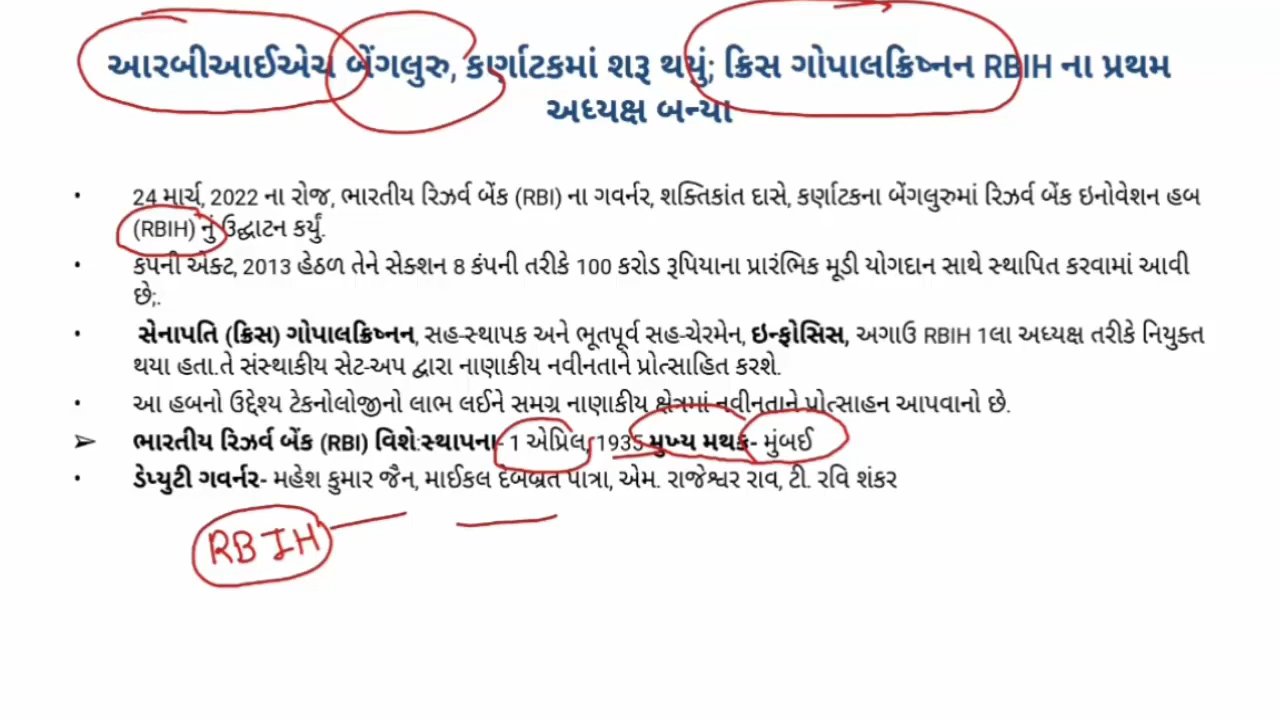 આરબીઆઈએચ બેંગલુરુ, કર્ણાટકમાં શરૂ થયું; ક્રિસ ગોપાલક્રિષ્નન RBIH ના પ્રથમ
અધ્યક્ષ બન્યા
• 24 માર્ચ, 2022 ના રોજ, ભારતીય રિઝર્વ બેંક (RBI) ના ગવર્નર, શક્તિકાંત દાસે, કર્ણાટકના બેંગલુરુમાં રિઝર્વ બેંક ઇનોવેશન હબ
(RBIH) નું ઉદ્ઘાટન કર્યું.
• કંપની એક્ટ, 2013 હેઠળ તેને સેક્શન 8 કંપની તરીકે 100 કરોડ રૂપિયાના પ્રારંભિક મૂડી યોગદાન સાથે સ્થાપિત કરવામાં આવી
છે;.
• સેનાપતિ (ક્રિસ) ગોપાલક્રિષ્નન, સહ-સ્થાપક અને ભૂતપૂર્વ સહ-ચેરમેન, ઇન્ફોસિસ, અગાઉ RBIH 1લા અધ્યક્ષ તરીકે નિયુક્ત
થયા હતા.તે સંસ્થાકીય સેટ-અપ દ્વારા નાણાકીય નવીનતાને પ્રોત્સાહિત કરશે.
• આ હબનો ઉદ્દેશ્ય ટેકનોલોજીનો લાભ લઈને સમગ્ર નાણાકીય ક્ષેત્રમાં નવીનતાને પ્રોત્સાહન આપવાનો છે.
➢ ભારતીય રિઝર્વ બેંક (RBI) વિશે:સ્થાપના- 1 એપ્રિલ, 1935 મુખ્ય મથક- મુંબઈ
• ડેપ્યુટી ગવર્નર- મહેશ કુમાર જૈન, માઈકલ દેબબ્રત પાત્રા, એમ. રાજેશ્વર રાવ, ટી. રવિ શંકર
RBIH